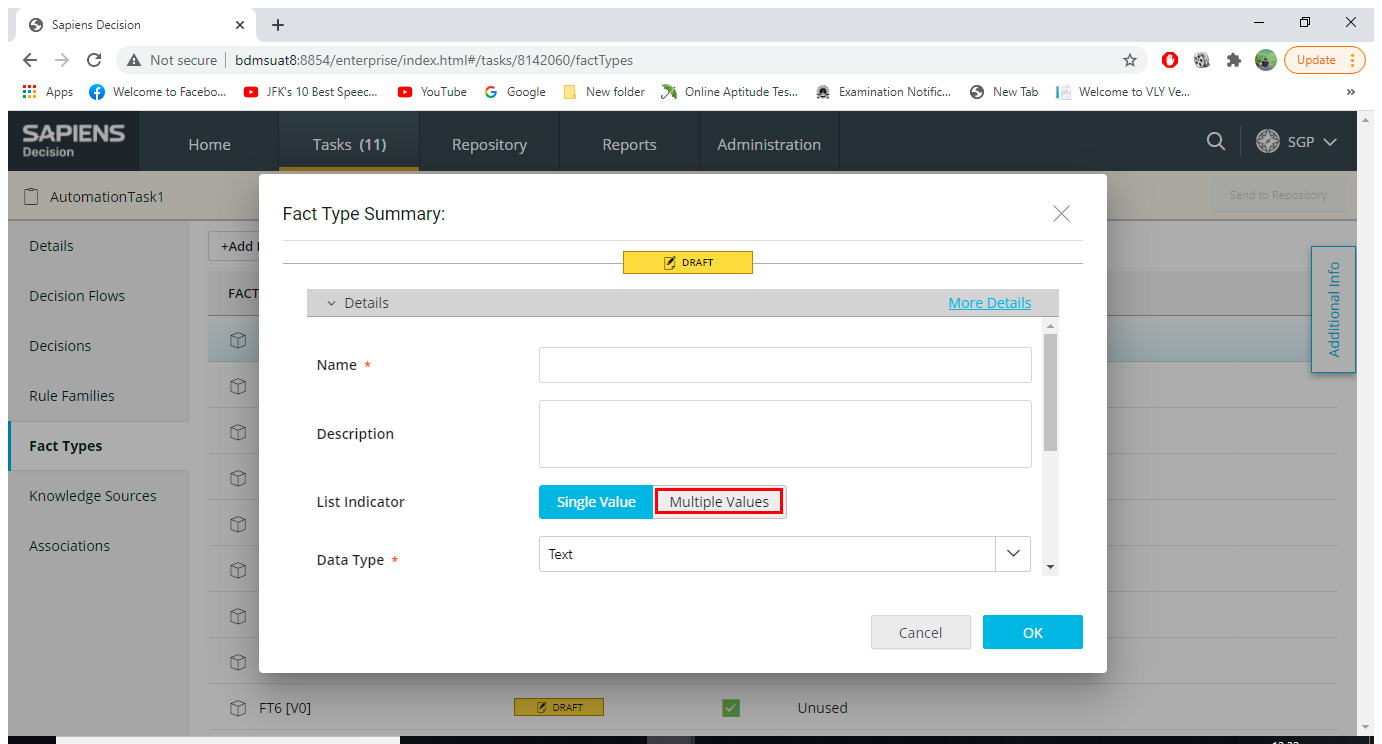 Sapiens Decision
Not secure
bdmsuat8:8854/enterprise/index.html#/tasks/8142060/factTypes
Update
Apps
Welcome to Facebo...
JFK's 10 Best Speec...
YouTube
Google
New folder
Online Aptitude Tes...
Examination Notific...
New Tab
Welcome to VLY Ve...
»
SAPIENS
Decision
Home
Tasks (11)
Repository
Reports
Administration
SGP
AutomationTask1
Send to Repository
Details
Decision Flows
Decisions
Rule Families
Fact Types
Knowledge Sources
Associations
+Add
FACT
Additional Info
Fact Type Summary:
DRAFT
Details
More Details
Name *
Description
List Indicator
Single Value
Multiple Values
Data Type *
Text
Cancel
OK
FT6 [V0]
DRAFT
Unused